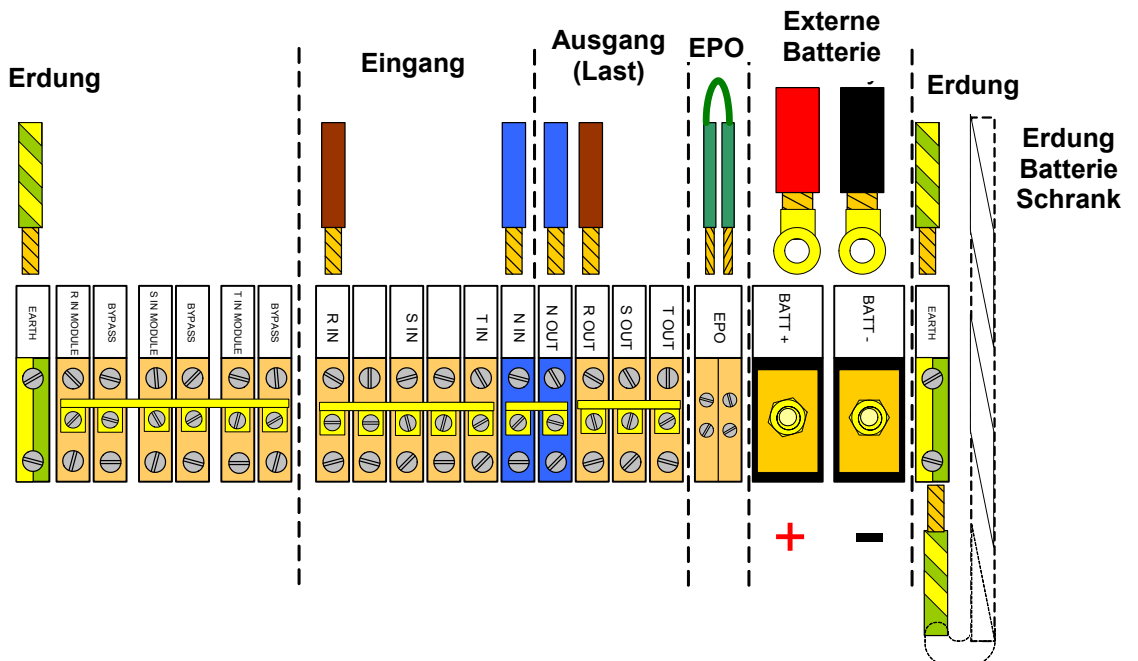 Erdung
Eingang
Ausgang
(Last)
EPO
Externe
Batterie
Erdung
Erdung
Batterie
Schrank
EARTH
R IN MODULE
BYPASS
S IN MODULE
BYPASS
T IN MODULE
BYPASS
R IN
S IN
T IN
N IN
N OUT
R OUT
S OUT
T OUT
EPO
BATT +
BATT -
EARTH
+
-